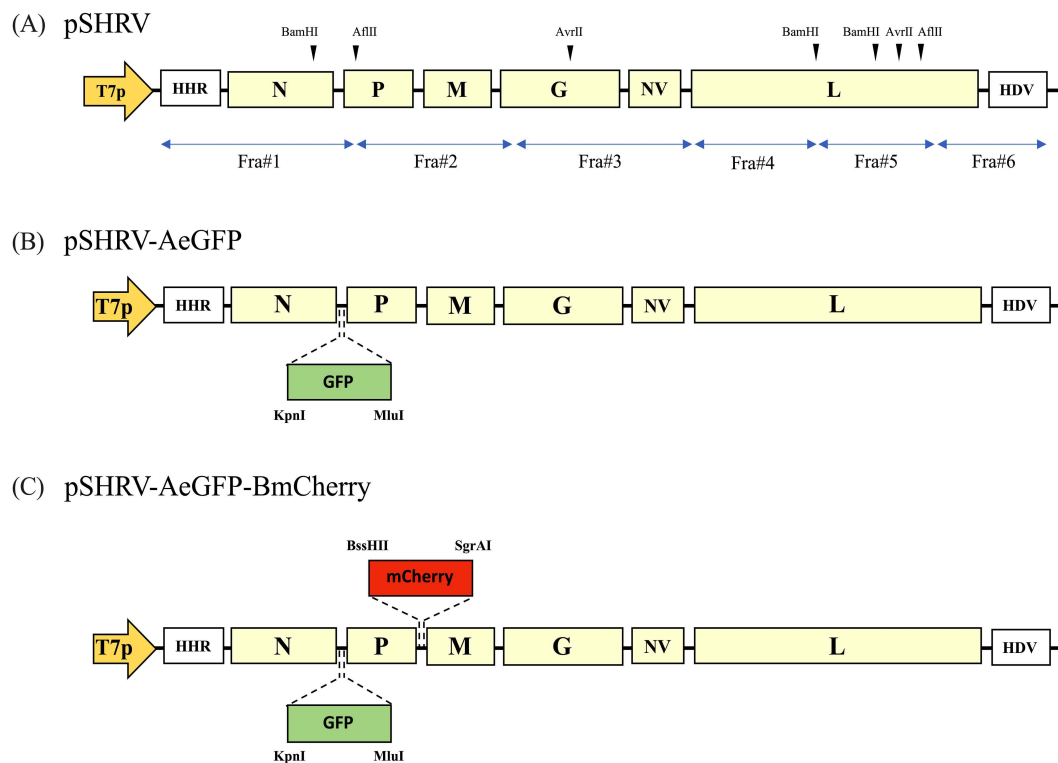 (A) pSHRV
BamHI AflII AvrII BamHI BamHI AvrII AflII
T7p HHR N P M G NV L HDV
Fra#1 Fra#2 Fra#3 Fra#4 Fra#5 Fra#6
(B) pSHRV-AeGFP
T7p HHR N P M G NV L HDV
GFP
KpnI MluI
(C) pSHRV-AeGFP-BmCherry
BssHII SgrAI
mCherry
T7p HHR N P M G NV L HDV
GFP
KpnI MluI